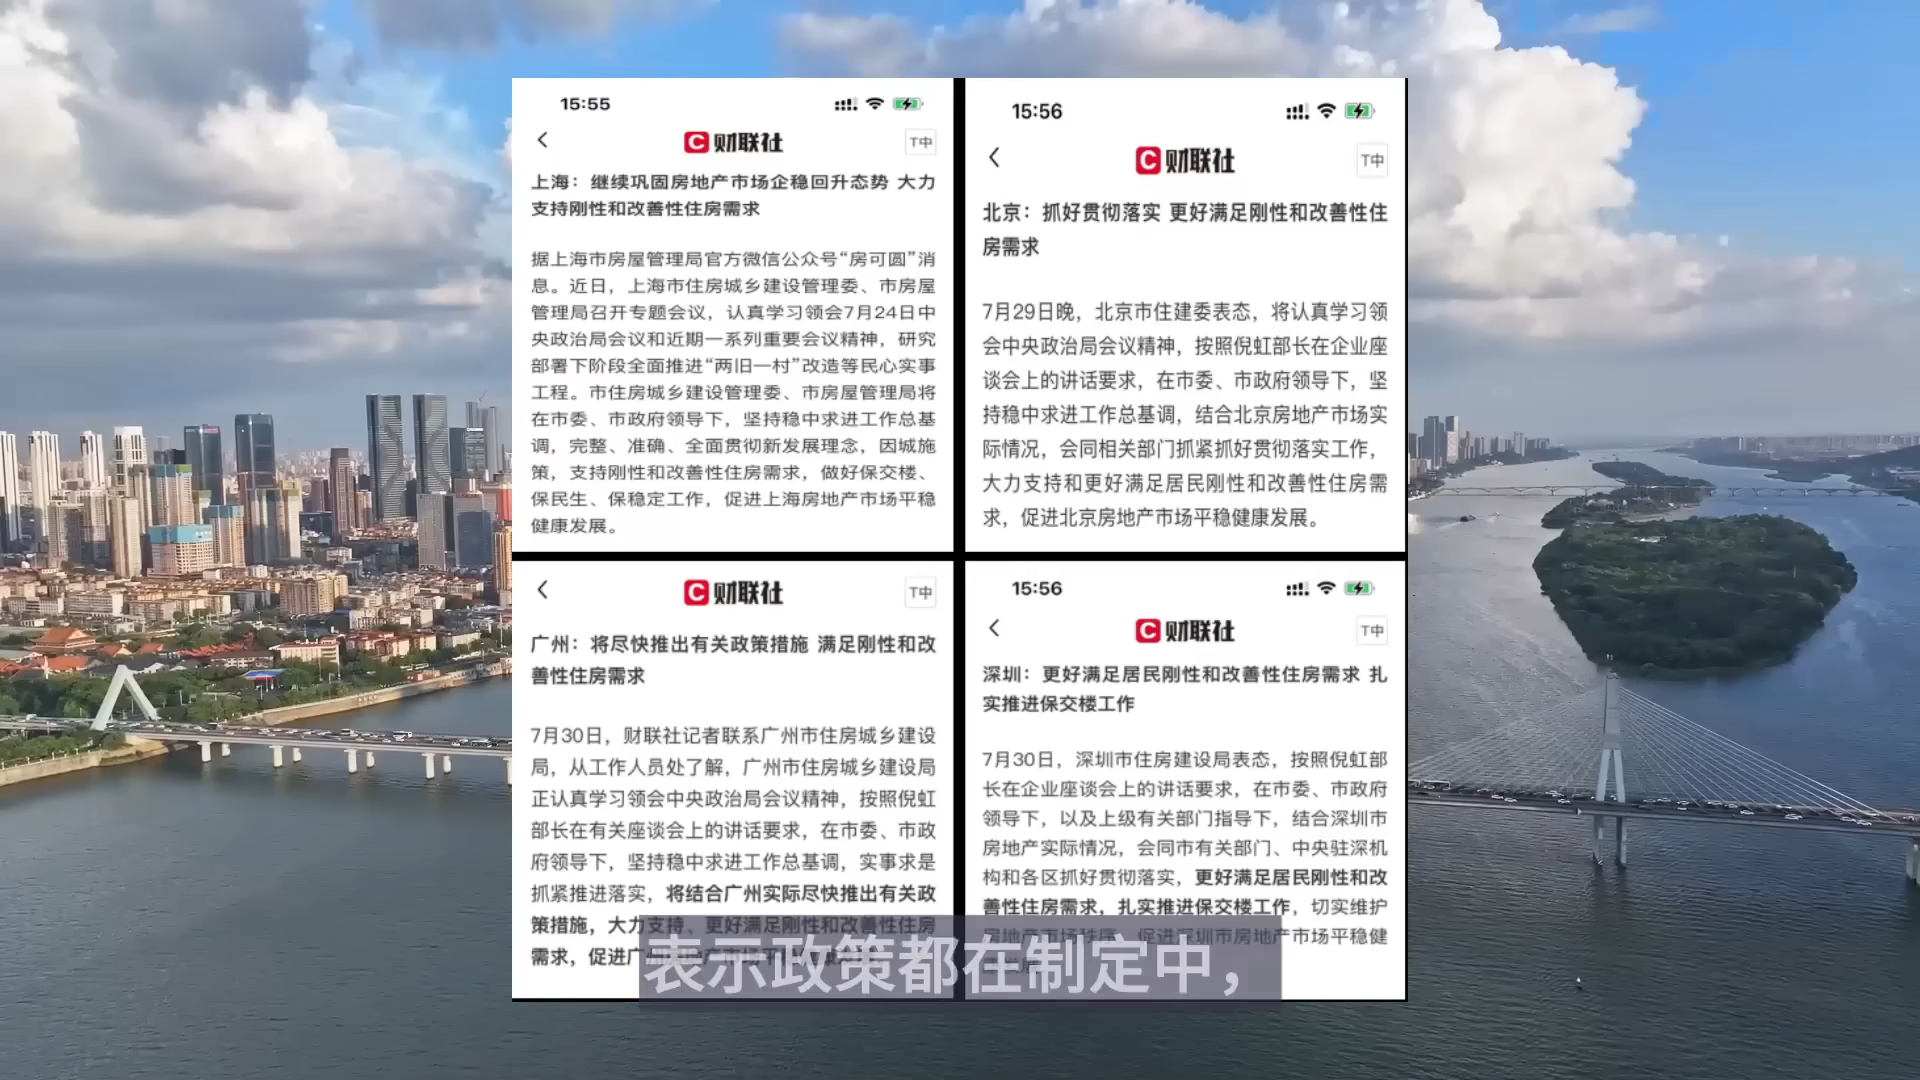 15:55
C 财联社
T中
上海：继续巩固房地产市场企稳回升态势 大力
支持刚性和改善性住房需求
据上海市房屋管理局官方微信公众号“房可圆”消
息。近日，上海市住房城乡建设管理委、市房屋
管理局召开专题会议，认真学习领会7月24日中
央政治局会议和近期一系列重要会议精神，研究
部署下阶段全面推进“两旧一村”改造等民心实事
工程。市住房城乡建设管理委、市房屋管理局将
在市委、市政府领导下，坚持稳中求进工作总基
调，完整、准确、全面贯彻新发展理念，因城施
策，支持刚性和改善性住房需求，做好保交楼、
保民生、保稳定工作，促进上海房地产市场平稳
健康发展。
15:56
C 财联社
T中
北京：抓好贯彻落实 更好满足刚性和改善性住
房需求
7月29日晚，北京市住建委表态，将认真学习领
会中央政治局会议精神，按照倪虹部长在企业座
谈会上的讲话要求，在市委、市政府领导下，坚
持稳中求进工作总基调，结合北京房地产市场实
际情况，会同相关部门抓紧抓好贯彻落实工作，
大力支持和更好满足居民刚性和改善性住房需
求，促进北京房地产市场平稳健康发展。
C 财联社
T中
广州：将尽快推出有关政策措施 满足刚性和改
善性住房需求
7月30日，财联社记者联系广州市住房城乡建设
局，从工作人员处了解，广州市住房城乡建设局
正认真学习领会中央政治局会议精神，按照倪虹
部长在有关座谈会上的讲话要求，在市委、市政
府领导下，坚持稳中求进工作总基调，实事求是
抓紧推进落实，将结合广州实际尽快推出有关政
策措施，大力支持、更好满足刚性和改善性住房
需求，促进广
15:56
C 财联社
T中
深圳：更好满足居民刚性和改善性住房需求 扎
实推进保交楼工作
7月30日，深圳市住房建设局表态，按照倪虹部
长在企业座谈会上的讲话要求，在市委、市政府
领导下，以及上级有关部门指导下，结合深圳市
房地产实际情况，会同市有关部门、中央驻深机
构和各区抓好贯彻落实，更好满足居民刚性和改
善性住房需求，扎实推进保交楼工作，切实维护
房地产市场秩序，促进深圳市房地产市场平稳健
表示政策都在制定中，